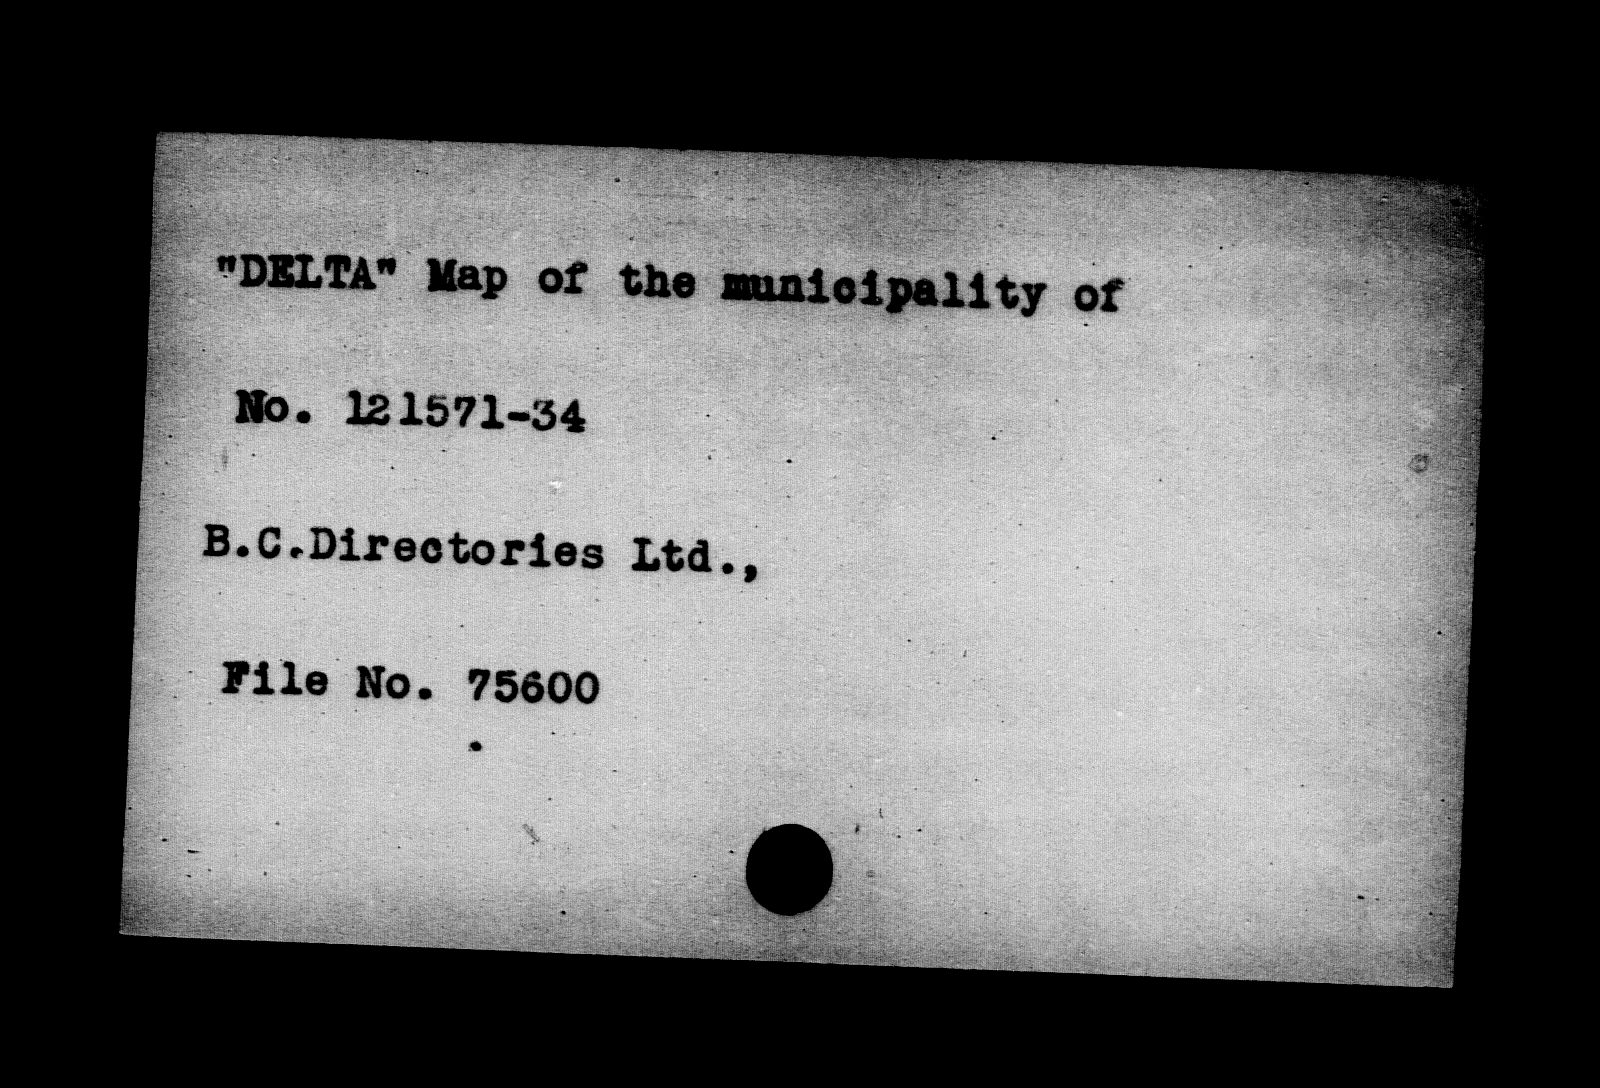 "DELTA" Map of the municipality of
No. 121571-34
B.C.Directories Ltd.,
File No. 75600